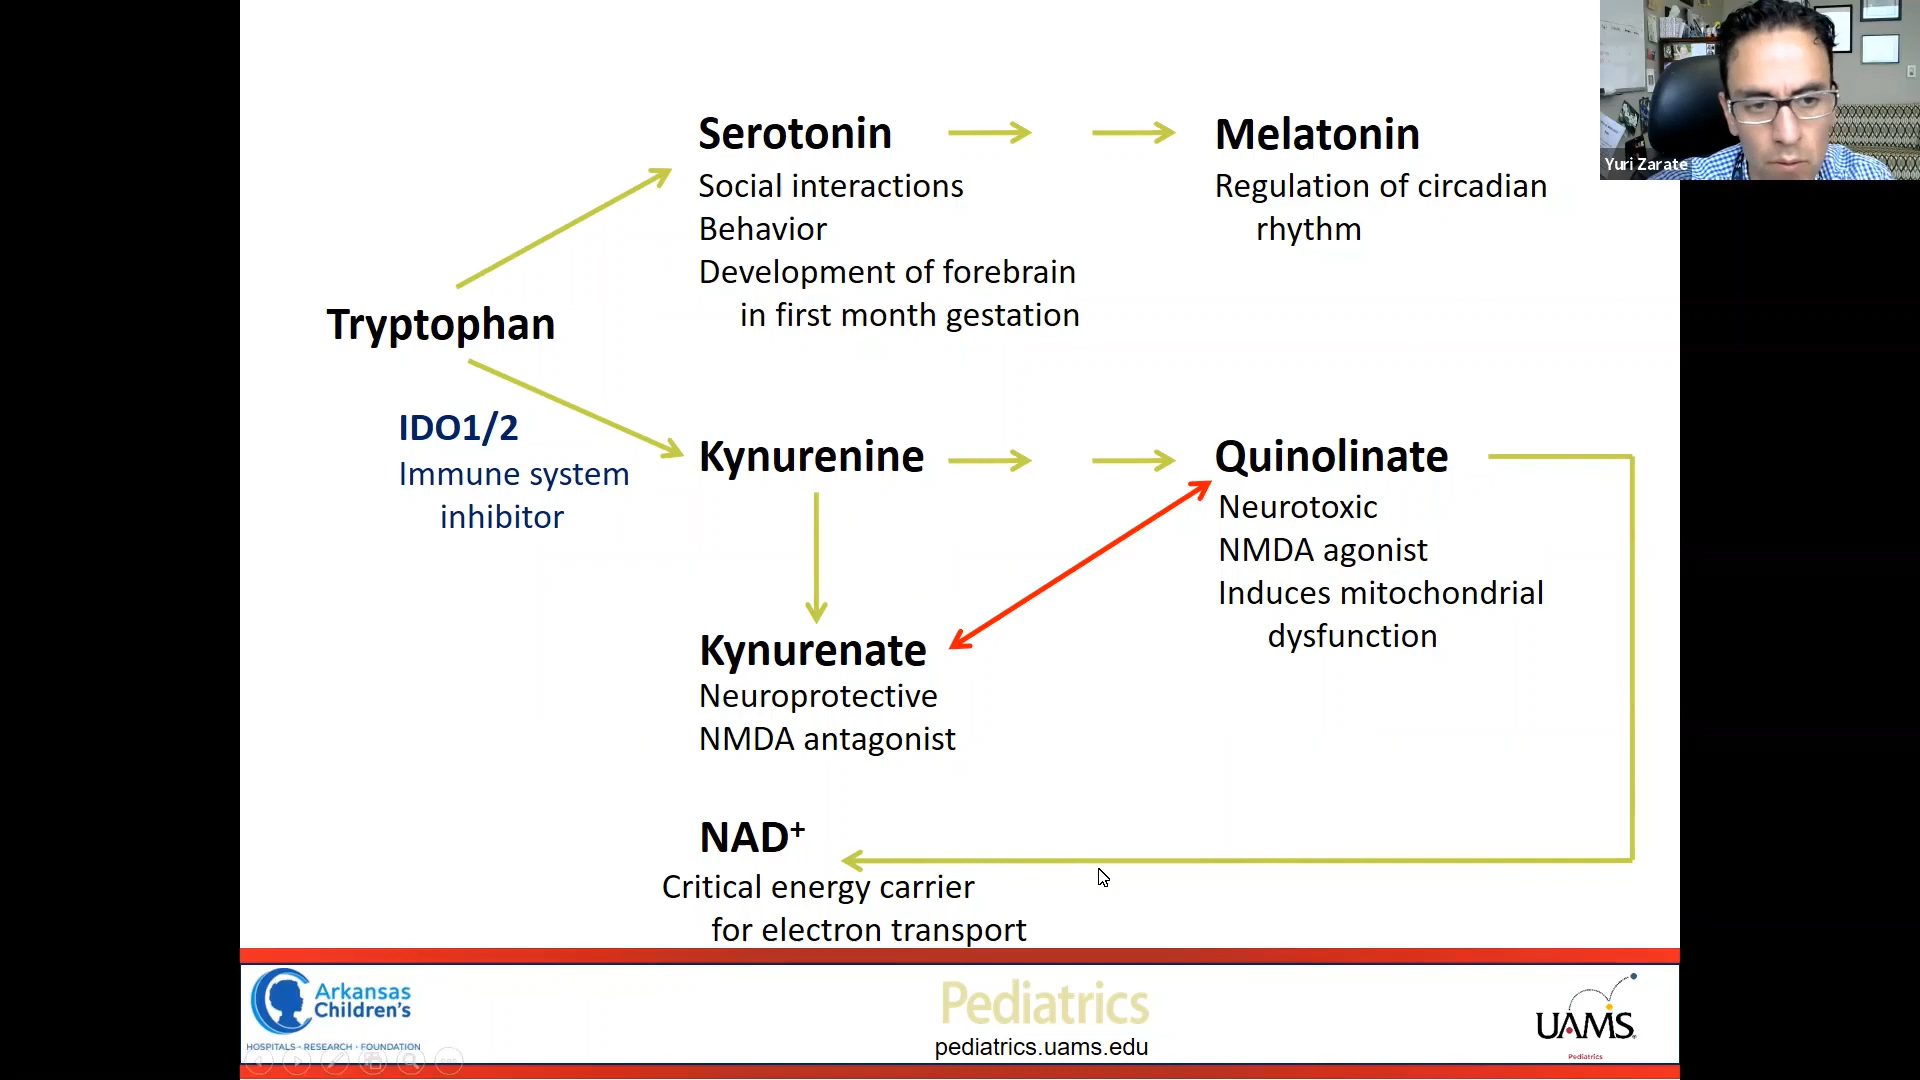 Serotonin
Social interactions
Behavior
Development of forebrain
in first month gestation
Melatonin
Regulation of circadian
rhythm
Yuri Zarate
Tryptophan
IDO1/2
Immune system
inhibitor
Kynurenine
Quinolinate
Neurotoxic
NMDA agonist
Induces mitochondrial
dysfunction
Kynurenate
Neuroprotective
NMDA antagonist
NAD⁺
Critical energy carrier
for electron transport
Arkansas
Children's
HOSPITALS - RESEARCH - FOUNDATION
Pediatrics
pediatrics.uams.edu
UAMS
Pediatrics